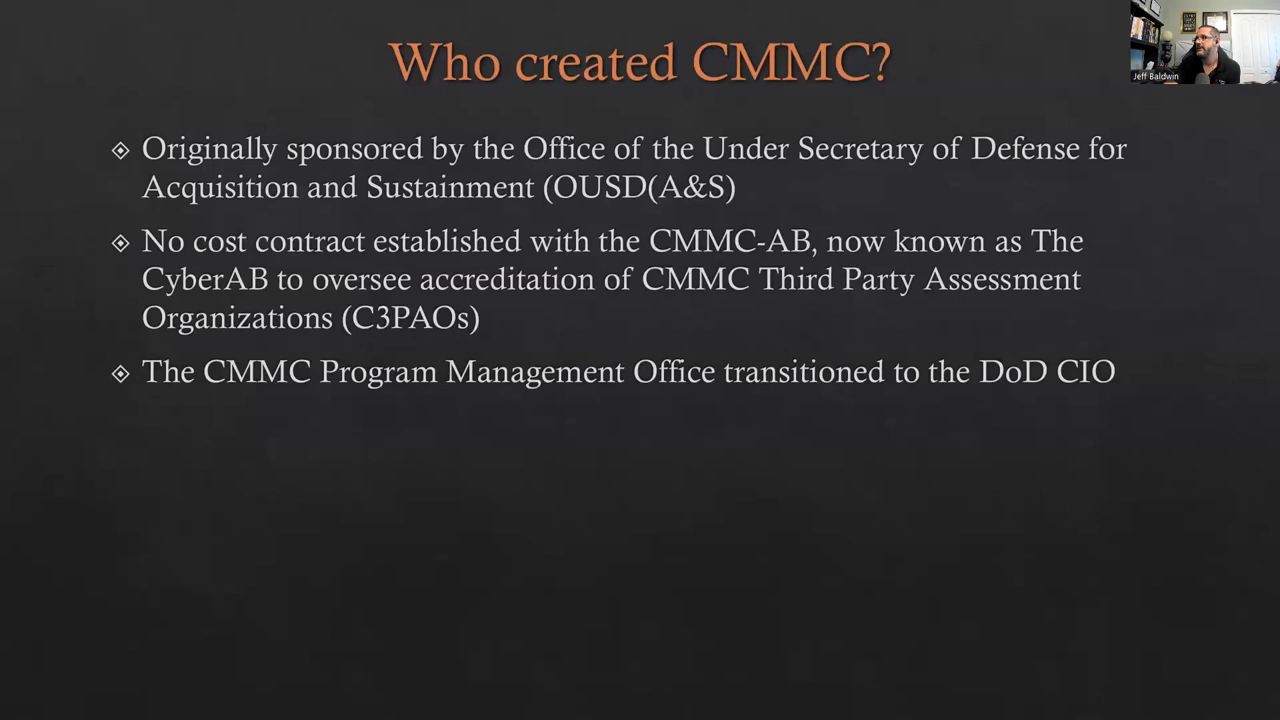 Who created CMMC?
Jeff Baldwin
Originally sponsored by the Office of the Under Secretary of Defense for
Acquisition and Sustainment (OUSD(A&S)
No cost contract established with the CMMC-AB, now known as The
CyberAB to oversee accreditation of CMMC Third Party Assessment
Organizations (C3PAOs)
The CMMC Program Management Office transitioned to the DoD CIO